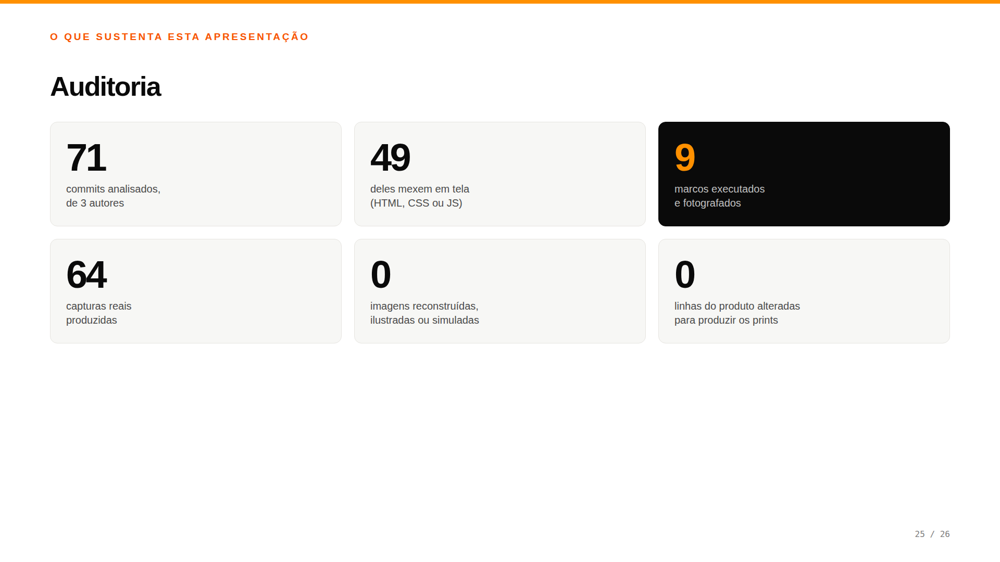 O QUE SUSTENTA ESTA APRESENTAÇÃO
Auditoria
71
commits analisados,
de 3 autores
49
deles mexem em tela
(HTML, CSS ou JS)
9
marcos executados
e fotografados
64
capturas reais
produzidas
0
imagens reconstruídas,
ilustradas ou simuladas
0
linhas do produto alteradas
para produzir os prints
25 / 26